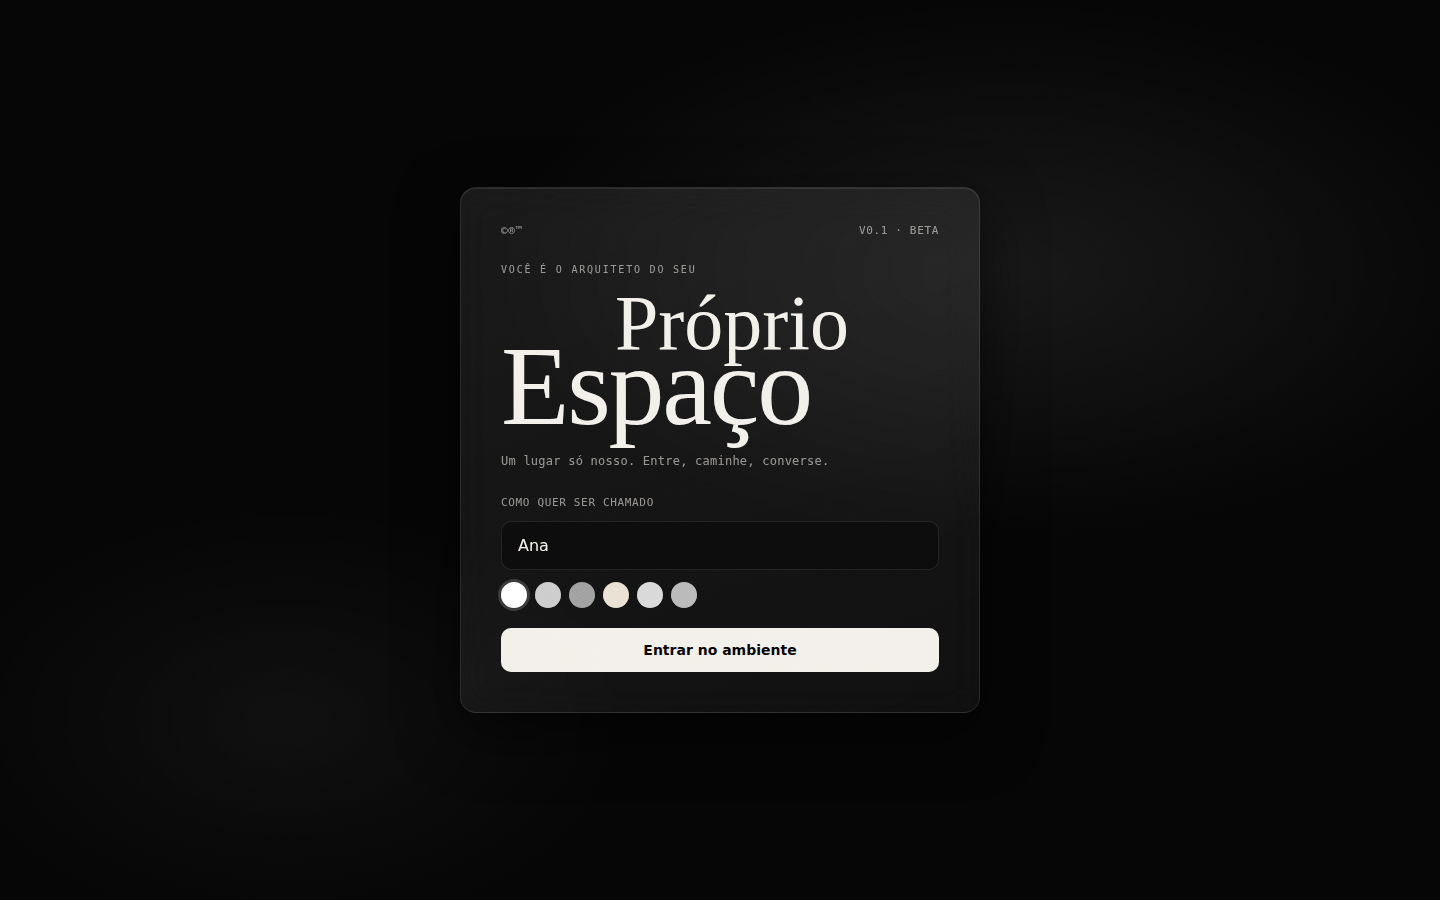 ©®™
V0.1 · BETA
VOCÊ É O ARQUITETO DO SEU
Próprio
Espaço
Um lugar só nosso. Entre, caminhe, converse.
COMO QUER SER CHAMADO
Ana
Entrar no ambiente